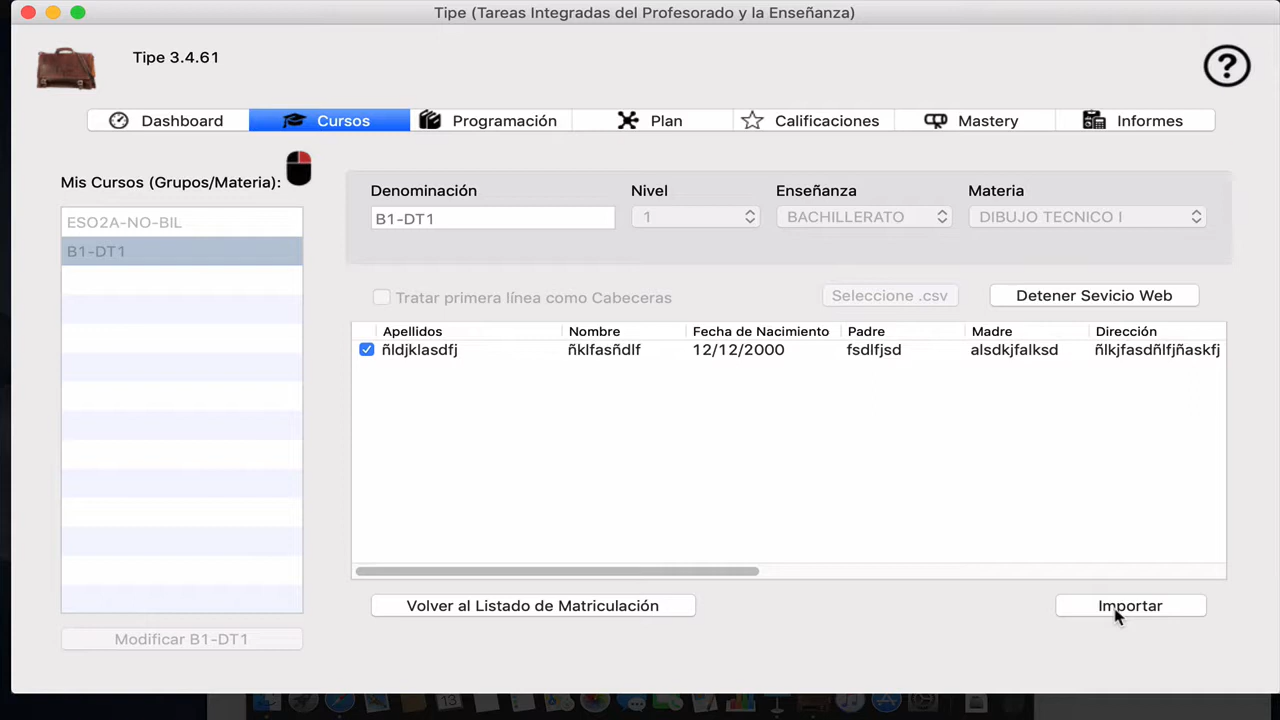 Tipe (Tareas Integradas del Profesorado y la Enseñanza)
Tipe 3.4.61
?
Dashboard Cursos Programación Plan Calificaciones Mastery Informes
Mis Cursos (Grupos/Materia):
ESO2A-NO-BIL
B1-DT1
Modificar B1-DT1
Denominación Nivel Enseñanza Materia
B1-DT1 1 BACHILLERATO DIBUJO TECNICO I
Tratar primera línea como Cabeceras Seleccione .csv Detener Sevicio Web
Apellidos Nombre Fecha de Nacimiento Padre Madre Dirección
ñldjklasdfj ñklfasñdlf 12/12/2000 fsdlfjsd alsdkjfalksd ñlkjfasdñlfjñaskfj
Volver al Listado de Matriculación Importar
13